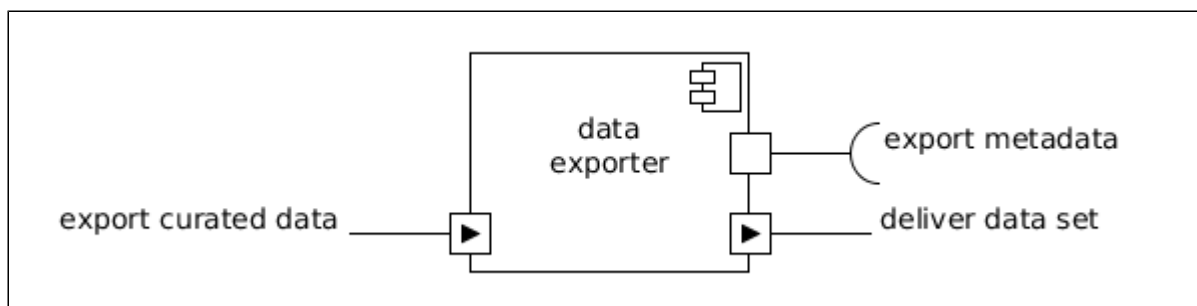 data
exporter
export metadata
export curated data
deliver data set